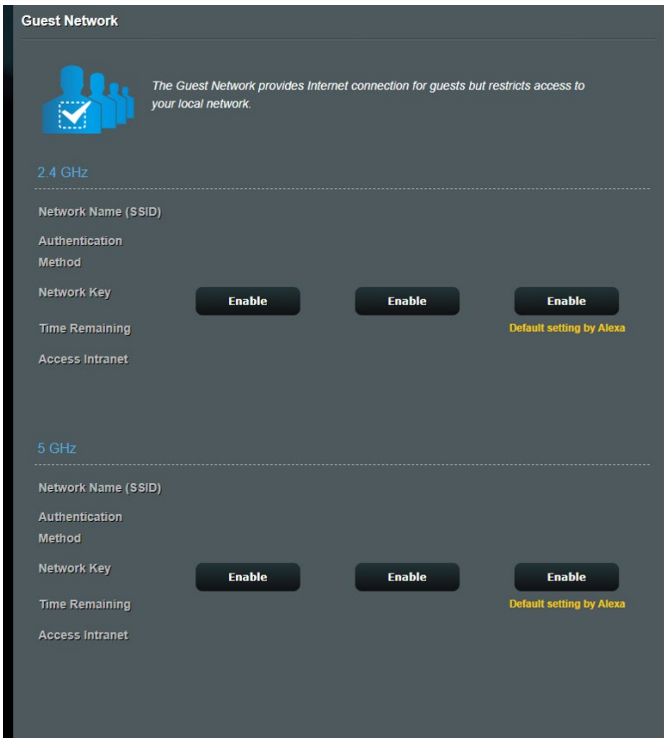 Guest Network
The Guest Network provides Internet connection for guests but restricts access to
your local network.
2.4 GHz
Network Name (SSID)
Authentication
Method
Network Key
Enable Enable Enable
Time Remaining
Default setting by Alexa
Access Intranet
5 GHz
Network Name (SSID)
Authentication
Method
Network Key
Enable Enable Enable
Time Remaining
Default setting by Alexa
Access Intranet